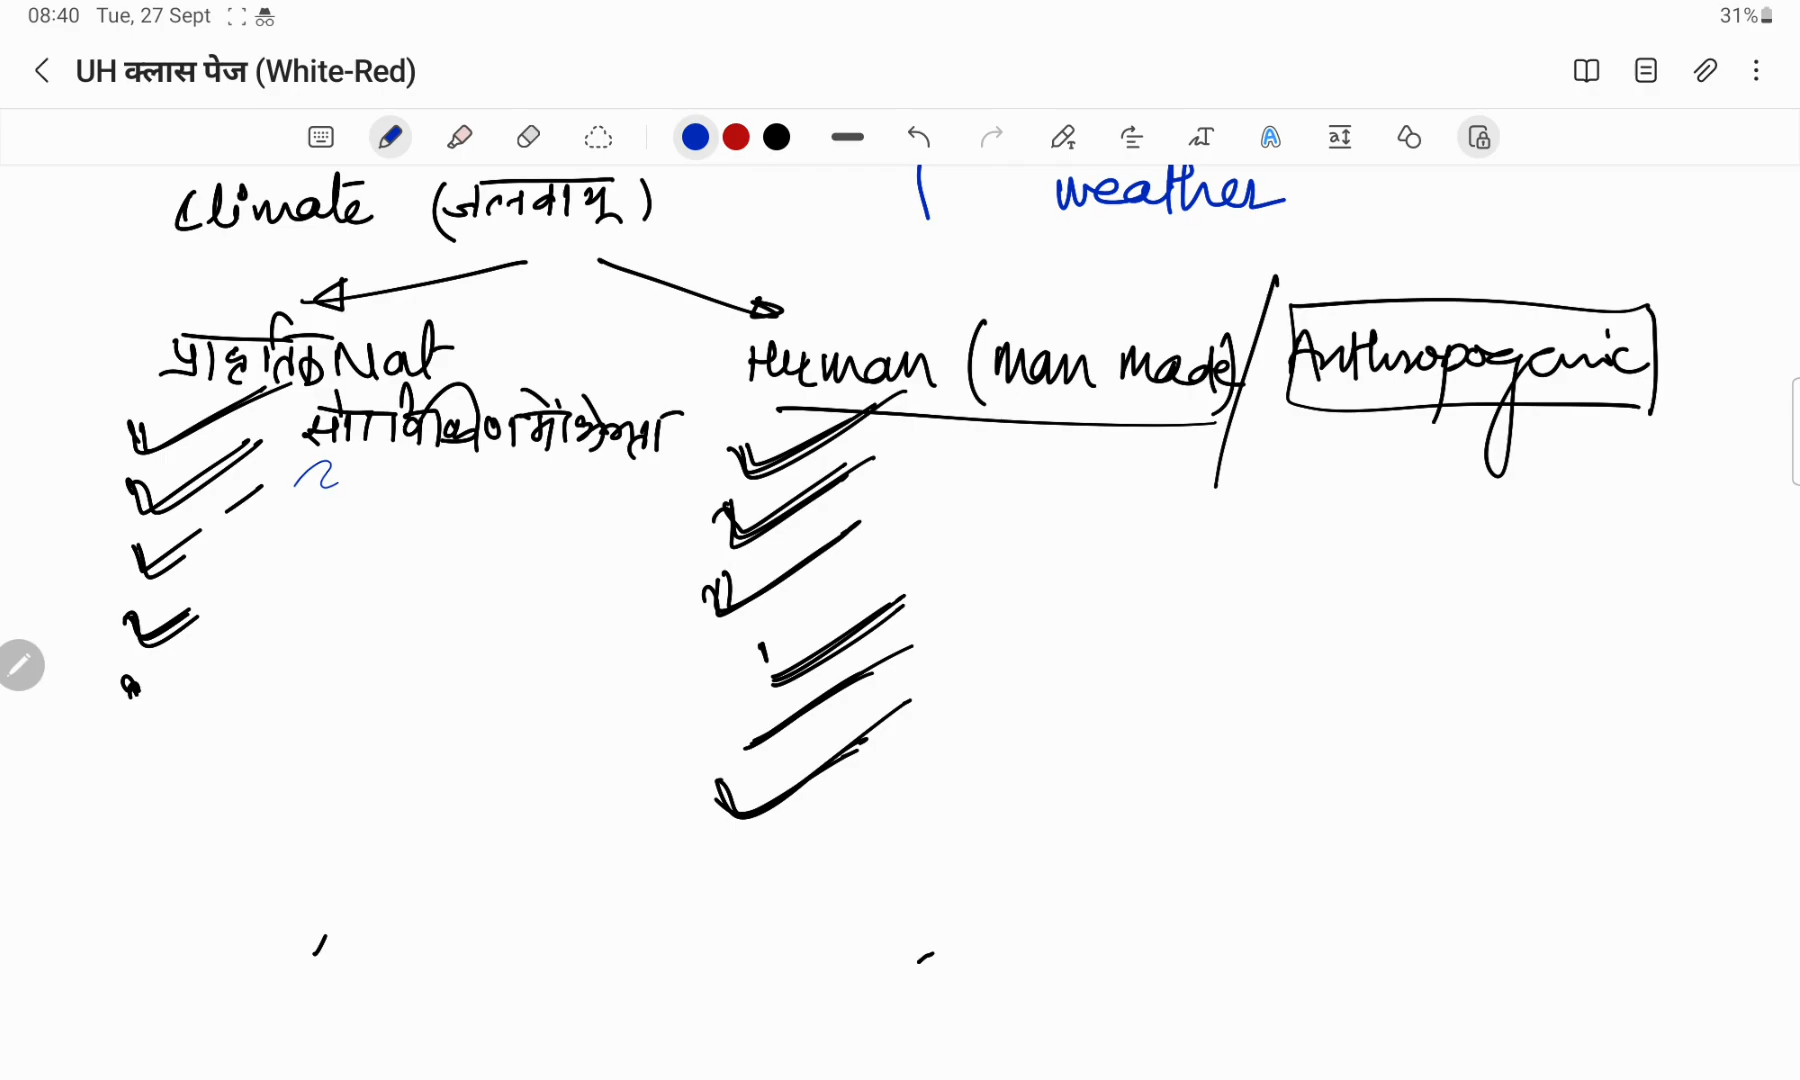 08:40 Tue, 27 Sept 31%
UH क्लास पेज (White-Red)
Climate (जलवायु) weather
प्राकृतिक Nat Human (Man made) / Anthropogenic